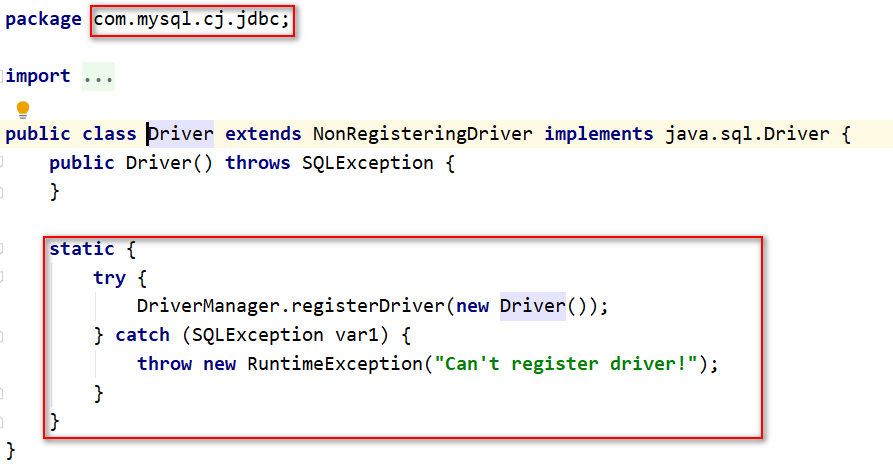 package com.mysql.cj.jdbc;
import ...
public class Driver extends NonRegisteringDriver implements java.sql.Driver {
    public Driver() throws SQLException {
    }
    static {
        try {
            DriverManager.registerDriver(new Driver());
        } catch (SQLException var1) {
            throw new RuntimeException("Can't register driver!");
        }
    }
}